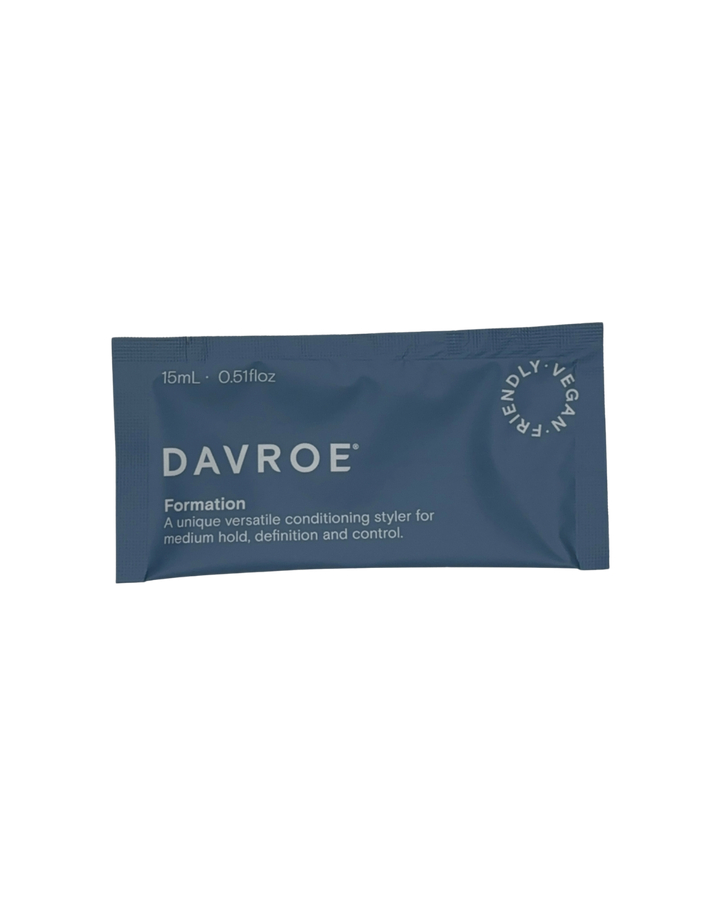 15mL · 0.51floz
VEGAN · FRIENDLY ·
DAVROE®
Formation
A unique versatile conditioning styler for
medium hold, definition and control.